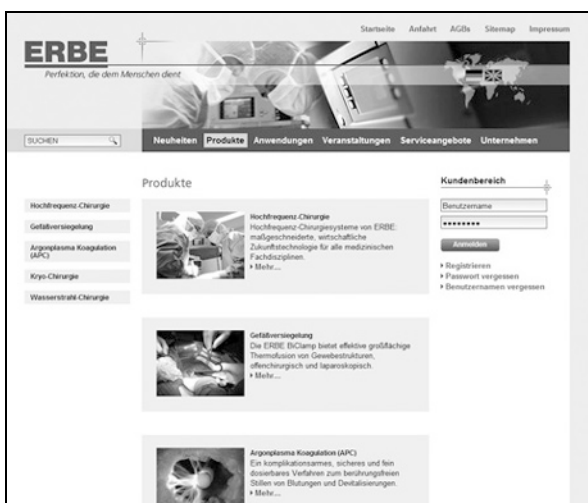 Startseite Anfahrt AGBs Sitemap Impressum
ERBE
Perfektion, die dem Menschen dient
SUCHEN
Neuheiten Produkte Anwendungen Veranstaltungen Serviceangebote Unternehmen
Produkte
Hochfrequenz-Chirurgie
Gefäßversiegelung
Argonplasma Koagulation
(APC)
Kryo-Chirurgie
Wasserstrahl-Chirurgie
Hochfrequenz-Chirurgie
Hochfrequenz-Chirurgiesysteme von ERBE:
maßgeschneiderte, wirtschaftliche
Zukunftstechnologie für alle medizinischen
Fachdisziplinen.
Mehr...
Gefäßversiegelung
Die ERBE BiClamp bietet effektive großflächige
Thermofusion von Gewebestrukturen,
offenchirurgisch und laparoskopisch.
Mehr...
Argonplasma Koagulation (APC)
Ein komplikationsarmes, sicheres und fein
dosierbares Verfahren zum berührungsfreien
Stillen von Blutungen und Devitalisierungen.
Mehr...
Kundenbereich
Benutzername
••••••••
Anmelden
Registrieren
Passwort vergessen
Benutzernamen vergessen